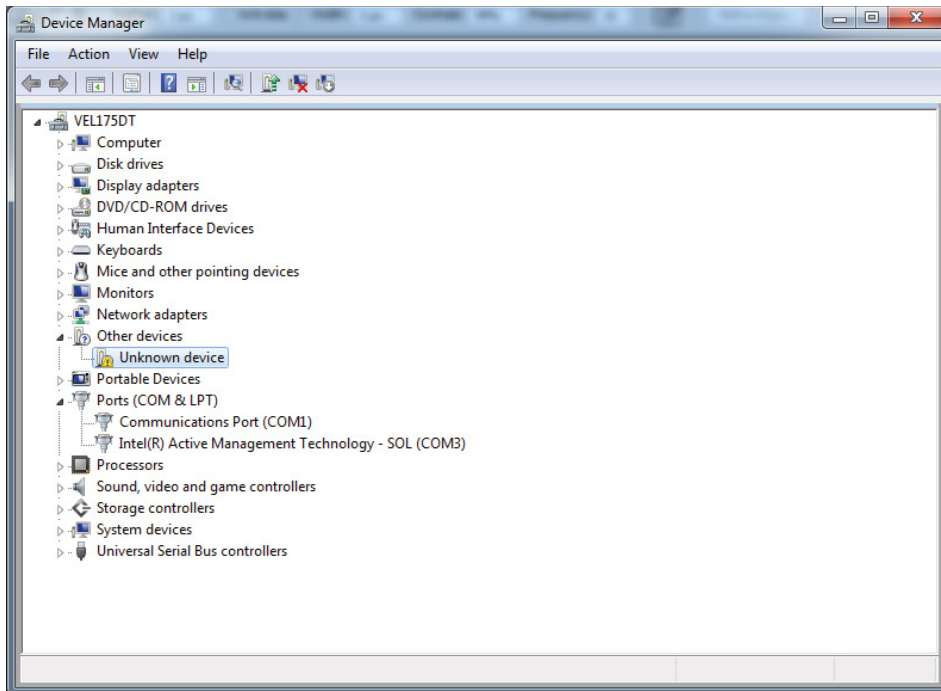 Device Manager
File Action View Help
VEL175DT
Computer
Disk drives
Display adapters
DVD/CD-ROM drives
Human Interface Devices
Keyboards
Mice and other pointing devices
Monitors
Network adapters
Other devices
Unknown device
Portable Devices
Ports (COM & LPT)
Communications Port (COM1)
Intel(R) Active Management Technology - SOL (COM3)
Processors
Sound, video and game controllers
Storage controllers
System devices
Universal Serial Bus controllers